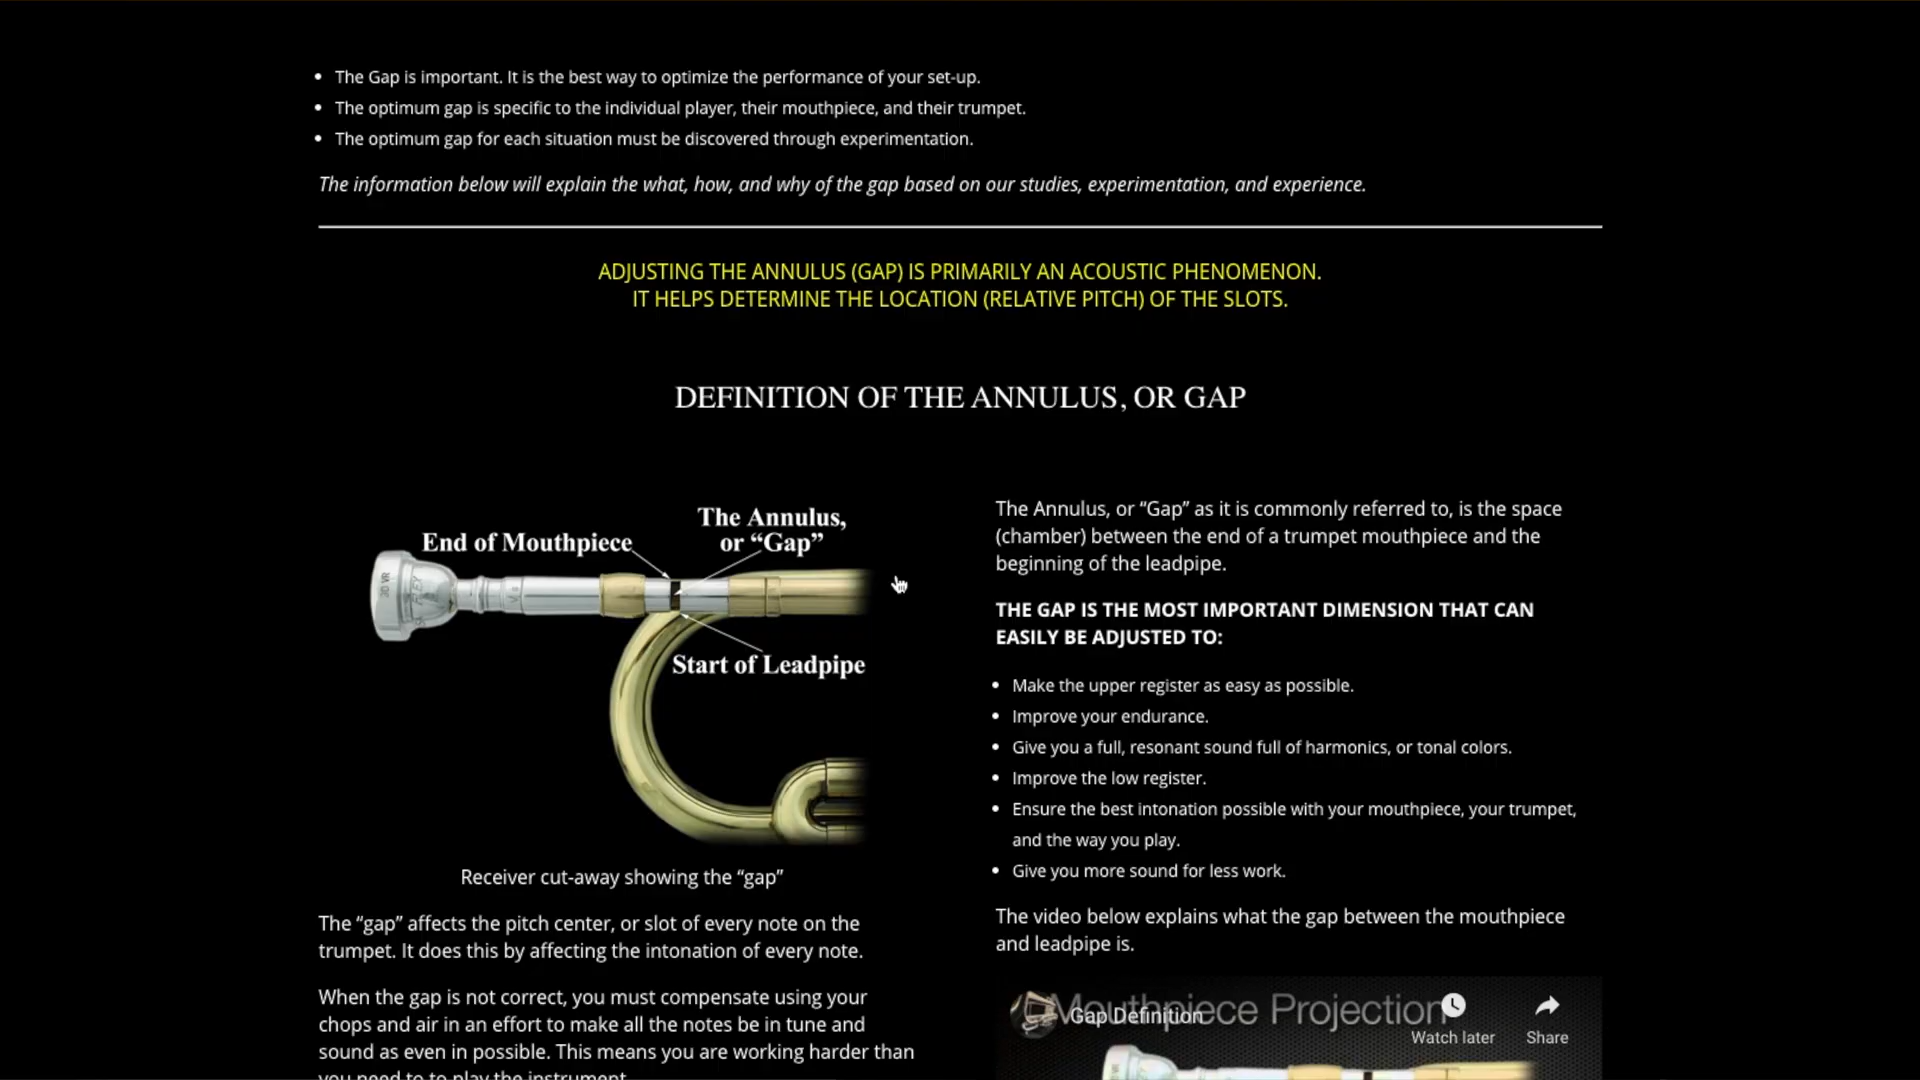 The Gap is important. It is the best way to optimize the performance of your set-up.
The optimum gap is specific to the individual player, their mouthpiece, and their trumpet.
The optimum gap for each situation must be discovered through experimentation.
The information below will explain the what, how, and why of the gap based on our studies, experimentation, and experience.
ADJUSTING THE ANNULUS (GAP) IS PRIMARILY AN ACOUSTIC PHENOMENON.
IT HELPS DETERMINE THE LOCATION (RELATIVE PITCH) OF THE SLOTS.
DEFINITION OF THE ANNULUS, OR GAP
The Annulus,
or “Gap”
End of Mouthpiece
Start of Leadpipe
Receiver cut-away showing the “gap”
The “gap” affects the pitch center, or slot of every note on the
trumpet. It does this by affecting the intonation of every note.
When the gap is not correct, you must compensate using your
chops and air in an effort to make all the notes be in tune and
sound as even in possible. This means you are working harder than
you need to to play the instrument.
The Annulus, or “Gap” as it is commonly referred to, is the space
(chamber) between the end of a trumpet mouthpiece and the
beginning of the leadpipe.
THE GAP IS THE MOST IMPORTANT DIMENSION THAT CAN
EASILY BE ADJUSTED TO:
Make the upper register as easy as possible.
Improve your endurance.
Give you a full, resonant sound full of harmonics, or tonal colors.
Improve the low register.
Ensure the best intonation possible with your mouthpiece, your trumpet,
and the way you play.
Give you more sound for less work.
The video below explains what the gap between the mouthpiece
and leadpipe is.
Mouthpiece Projection
Gap Definition
Watch later
Share